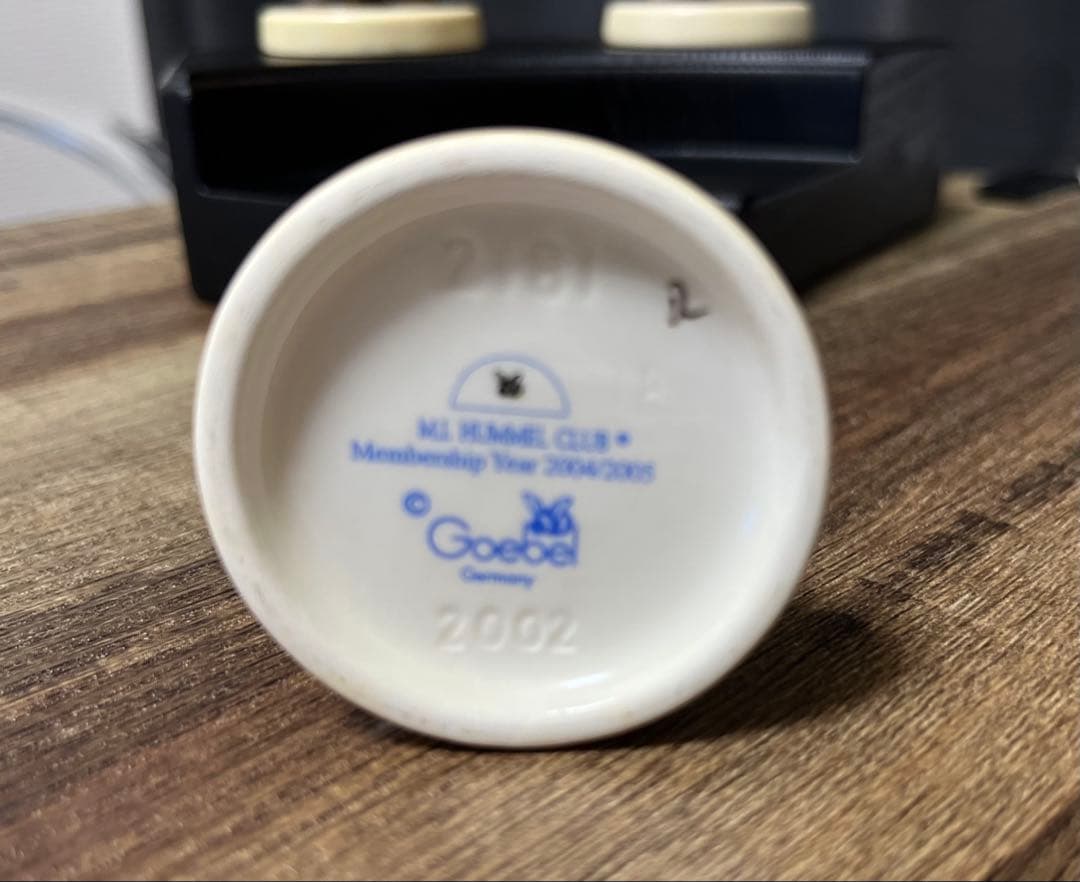 M.I. HUMMEL CLUB ®
Membership Year 2004/2005
©
Goebel
Germany
2002